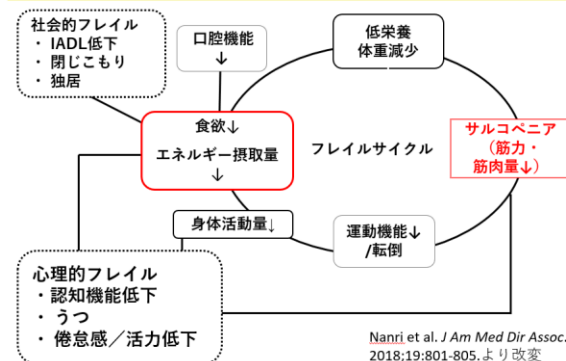 社会的フレイル
・ IADL低下
・ 閉じこもり
・ 独居
口腔機能
↓
低栄養
体重減少
食欲↓
エネルギー摂取量
↓
フレイルサイクル
サルコペニア
（筋力・
筋肉量↓）
身体活動量↓
運動機能↓
/転倒
心理的フレイル
・認知機能低下
・うつ
・倦怠感／活力低下
Nanri et al. J Am Med Dir Assoc.
2018;19:801-805.より改変